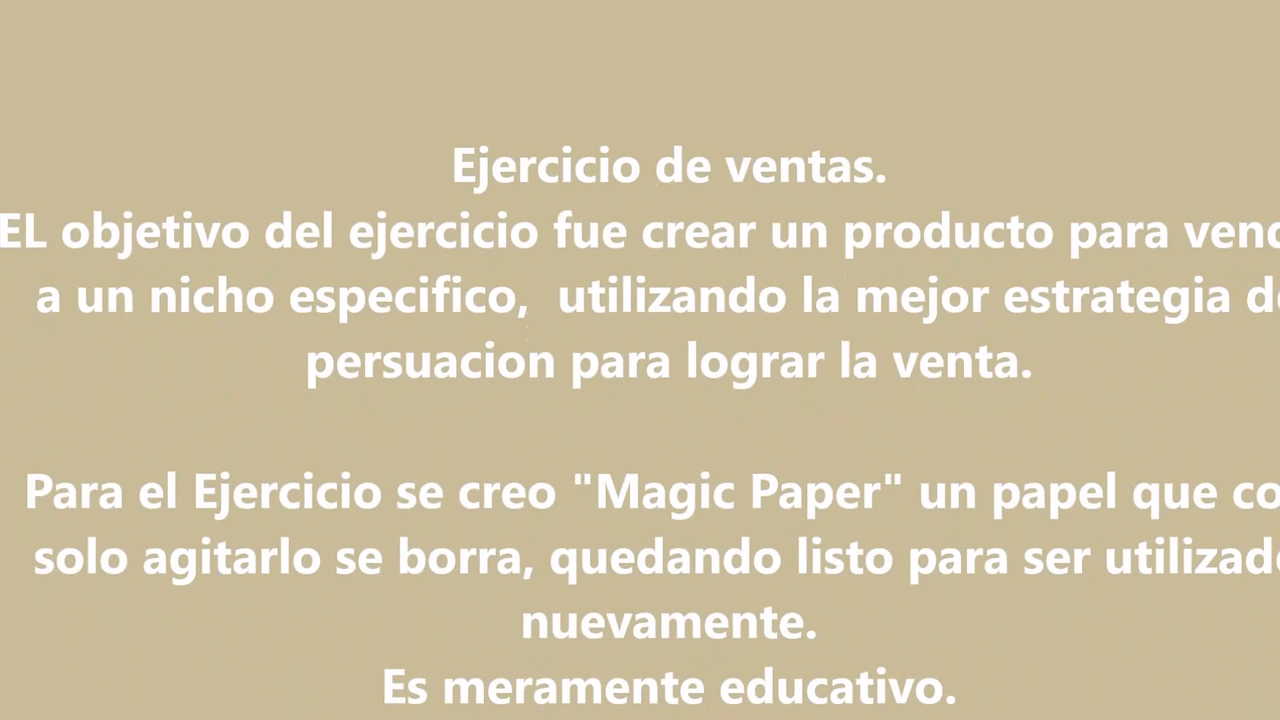 Ejercicio de ventas.
EL objetivo del ejercicio fue crear un producto para
a un nicho especifico, utilizando la mejor estrategia
persuacion para lograr la venta.
Para el Ejercicio se creo "Magic Paper" un papel que
solo agitarlo se borra, quedando listo para ser
nuevamente.
Es meramente educativo.